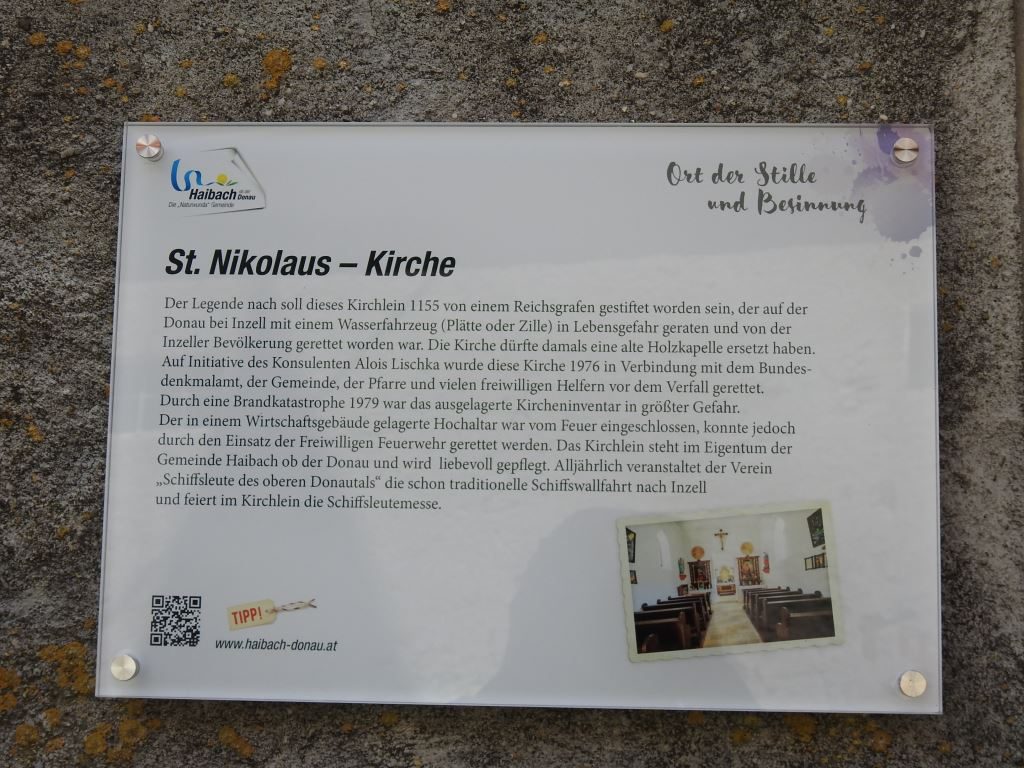 Haibach ob der Donau
Die „Naturwunda" Gemeinde
Ort der Stille
und Besinnung
St. Nikolaus – Kirche
Der Legende nach soll dieses Kirchlein 1155 von einem Reichsgrafen gestiftet worden sein, der auf der
Donau bei Inzell mit einem Wasserfahrzeug (Plätte oder Zille) in Lebensgefahr geraten und von der
Inzeller Bevölkerung gerettet worden war. Die Kirche dürfte damals eine alte Holzkapelle ersetzt haben.
Auf Initiative des Konsulenten Alois Lischka wurde diese Kirche 1976 in Verbindung mit dem Bundes-
denkmalamt, der Gemeinde, der Pfarre und vielen freiwilligen Helfern vor dem Verfall gerettet.
Durch eine Brandkatastrophe 1979 war das ausgelagerte Kircheninventar in größter Gefahr.
Der in einem Wirtschaftsgebäude gelagerte Hochaltar war vom Feuer eingeschlossen, konnte jedoch
durch den Einsatz der Freiwilligen Feuerwehr gerettet werden. Das Kirchlein steht im Eigentum der
Gemeinde Haibach ob der Donau und wird liebevoll gepflegt. Alljährlich veranstaltet der Verein
„Schiffsleute des oberen Donautals“ die schon traditionelle Schiffswallfahrt nach Inzell
und feiert im Kirchlein die Schiffsleutemesse.
TIPP!
www.haibach-donau.at